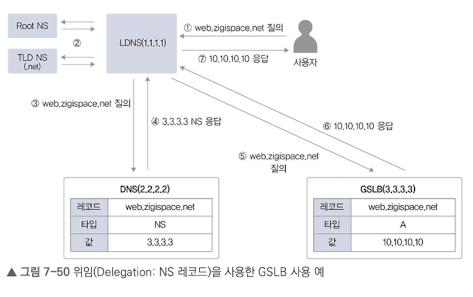 Root NS
TLD NS
(.net)
②
LDNS(1,1,1,1)
① web,zigispace,net 질의
⑦ 10,10,10,10 응답
사용자
③ web,zigispace,net 질의
④ 3,3,3,3 NS 응답
⑤ web,zigispace,net
질의
⑥ 10,10,10,10 응답
DNS(2,2,2,2)
레코드 web,zigispace,net
타입 NS
값 3,3,3,3
GSLB(3,3,3,3)
레코드 web,zigispace,net
타입 A
값 10,10,10,10
▲ 그림 7-50 위임(Delegation: NS 레코드)을 사용한 GSLB 사용 예